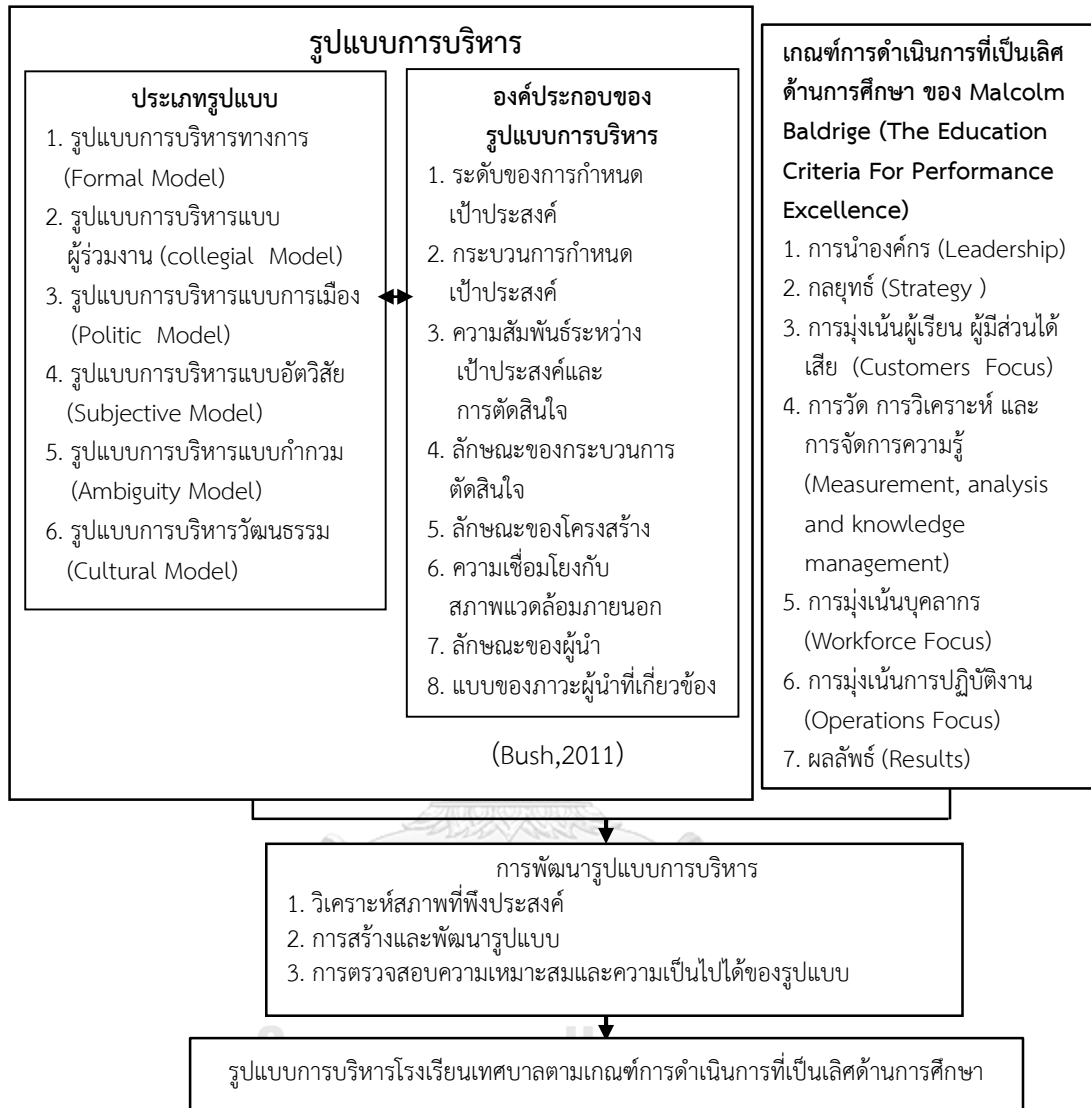 รูปแบบการบริหาร
ประเภทรูปแบบ
1. รูปแบบการบริหารทางการ
(Formal Model)
2. รูปแบบการบริหารแบบ
ผู้ร่วมงาน (collegial Model)
3. รูปแบบการบริหารแบบการเมือง
(Politic Model)
4. รูปแบบการบริหารแบบอัตวิสัย
(Subjective Model)
5. รูปแบบการบริหารแบบกำกวม
(Ambiguity Model)
6. รูปแบบการบริหารวัฒนธรรม
(Cultural Model)
องค์ประกอบของ
รูปแบบการบริหาร
1. ระดับของการกำหนด
เป้าประสงค์
2. กระบวนการกำหนด
เป้าประสงค์
3. ความสัมพันธ์ระหว่าง
เป้าประสงค์และ
การตัดสินใจ
4. ลักษณะของกระบวนการ
ตัดสินใจ
5. ลักษณะของโครงสร้าง
6. ความเชื่อมโยงกับ
สภาพแวดล้อมภายนอก
7. ลักษณะของผู้นำ
8. แบบของภาวะผู้นำที่เกี่ยวข้อง
(Bush,2011)
เกณฑ์การดำเนินการที่เป็นเลิศ
ด้านการศึกษา ของ Malcolm
Baldrige (The Education
Criteria For Performance
Excellence)
1. การนำองค์กร (Leadership)
2. กลยุทธ์ (Strategy )
3. การมุ่งเน้นผู้เรียน ผู้มีส่วนได้
เสีย (Customers Focus)
4. การวัด การวิเคราะห์ และ
การจัดการความรู้
(Measurement, analysis
and knowledge
management)
5. การมุ่งเน้นบุคลากร
(Workforce Focus)
6. การมุ่งเน้นการปฏิบัติงาน
(Operations Focus)
7. ผลลัพธ์ (Results)
การพัฒนารูปแบบการบริหาร
1. วิเคราะห์สภาพที่พึงประสงค์
2. การสร้างและพัฒนารูปแบบ
3. การตรวจสอบความเหมาะสมและความเป็นไปได้ของรูปแบบ
รูปแบบการบริหารโรงเรียนเทศบาลตามเกณฑ์การดำเนินการที่เป็นเลิศด้านการศึกษา